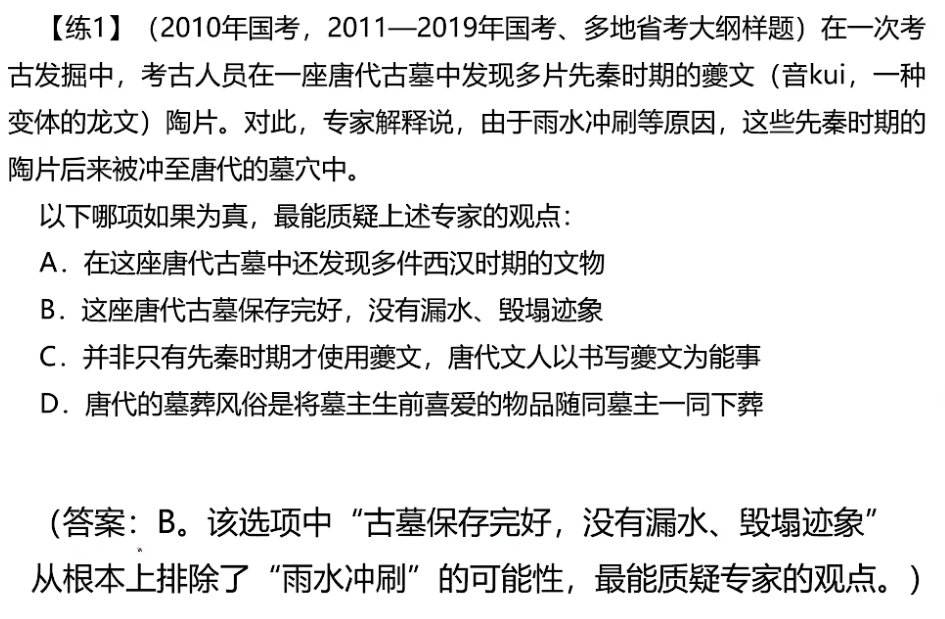 【练1】（2010年国考，2011—2019年国考、多地省考大纲样题）在一次考
古发掘中，考古人员在一座唐代古墓中发现多片先秦时期的夔文（音kui，一种
变体的龙文）陶片。对此，专家解释说，由于雨水冲刷等原因，这些先秦时期的
陶片后来被冲至唐代的墓穴中。
以下哪项如果为真，最能质疑上述专家的观点：
A．在这座唐代古墓中还发现多件西汉时期的文物
B．这座唐代古墓保存完好，没有漏水、毁塌迹象
C．并非只有先秦时期才使用夔文，唐代文人以书写夔文为能事
D．唐代的墓葬风俗是将墓主生前喜爱的物品随同墓主一同下葬
（答案：B。该选项中“古墓保存完好，没有漏水、毁塌迹象”
从根本上排除了“雨水冲刷”的可能性，最能质疑专家的观点。）